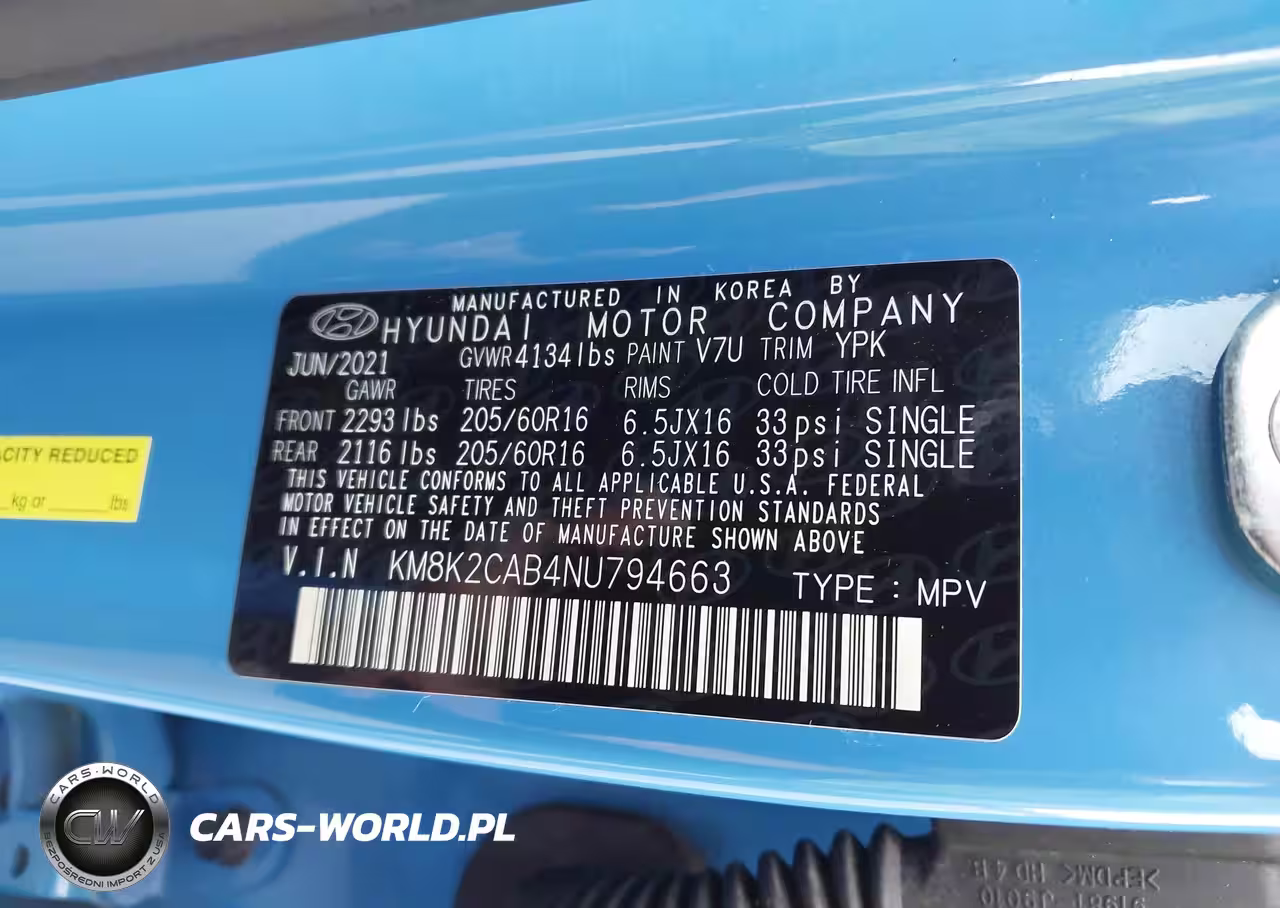 MANUFACTURED IN KOREA BY
HYUNDAI MOTOR COMPANY
JUN/2021 GVWR 4134 lbs PAINT V7U TRIM YPK
GAWR TIRES RIMS COLD TIRE INFL
FRONT 2293 lbs 205/60R16 6.5JX16 33psi SINGLE
REAR 2116 lbs 205/60R16 6.5JX16 33psi SINGLE
THIS VEHICLE CONFORMS TO ALL APPLICABLE U.S.A. FEDERAL
MOTOR VEHICLE SAFETY AND THEFT PREVENTION STANDARDS
IN EFFECT ON THE DATE OF MANUFACTURE SHOWN ABOVE
V.I.N KM8K2CAB4NU794663 TYPE : MPV
REDUCED
kg or lbs
CARS-WORLD
CW
BEZPOŚREDNI IMPORT Z USA
CARS-WORLD.PL